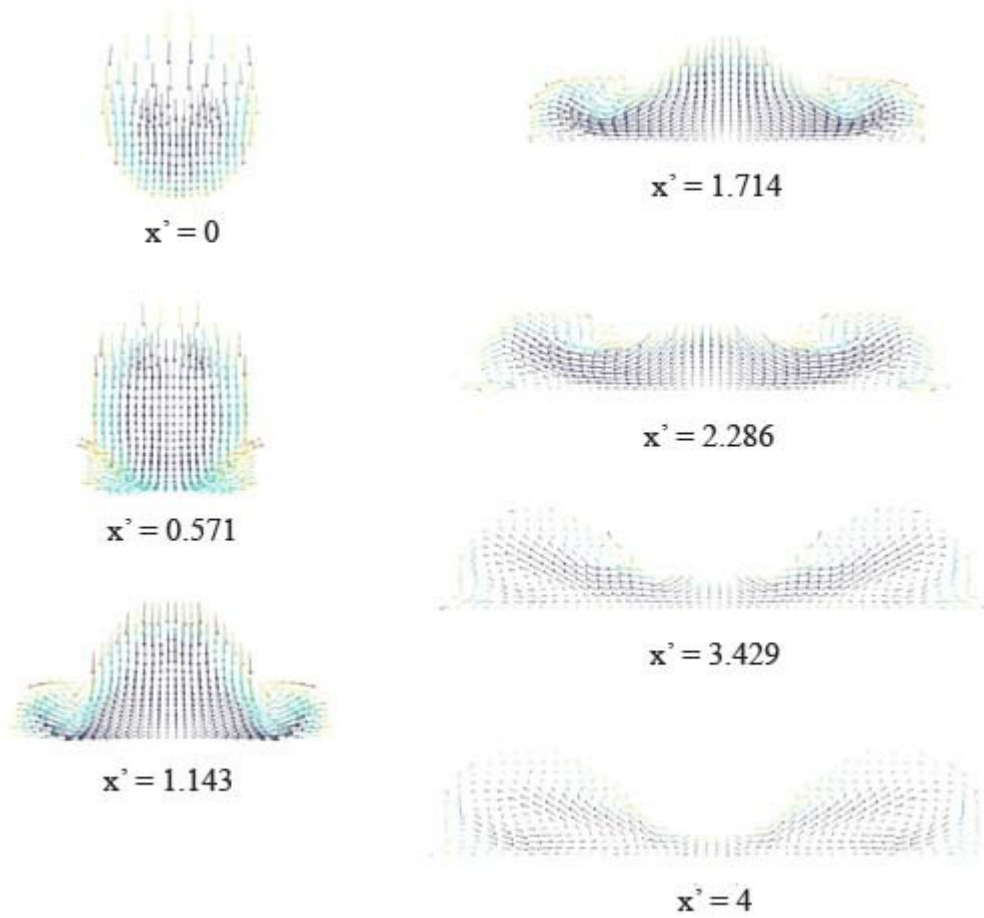 x’ = 0
x’ = 0.571
x’ = 1.143
x’ = 1.714
x’ = 2.286
x’ = 3.429
x’ = 4